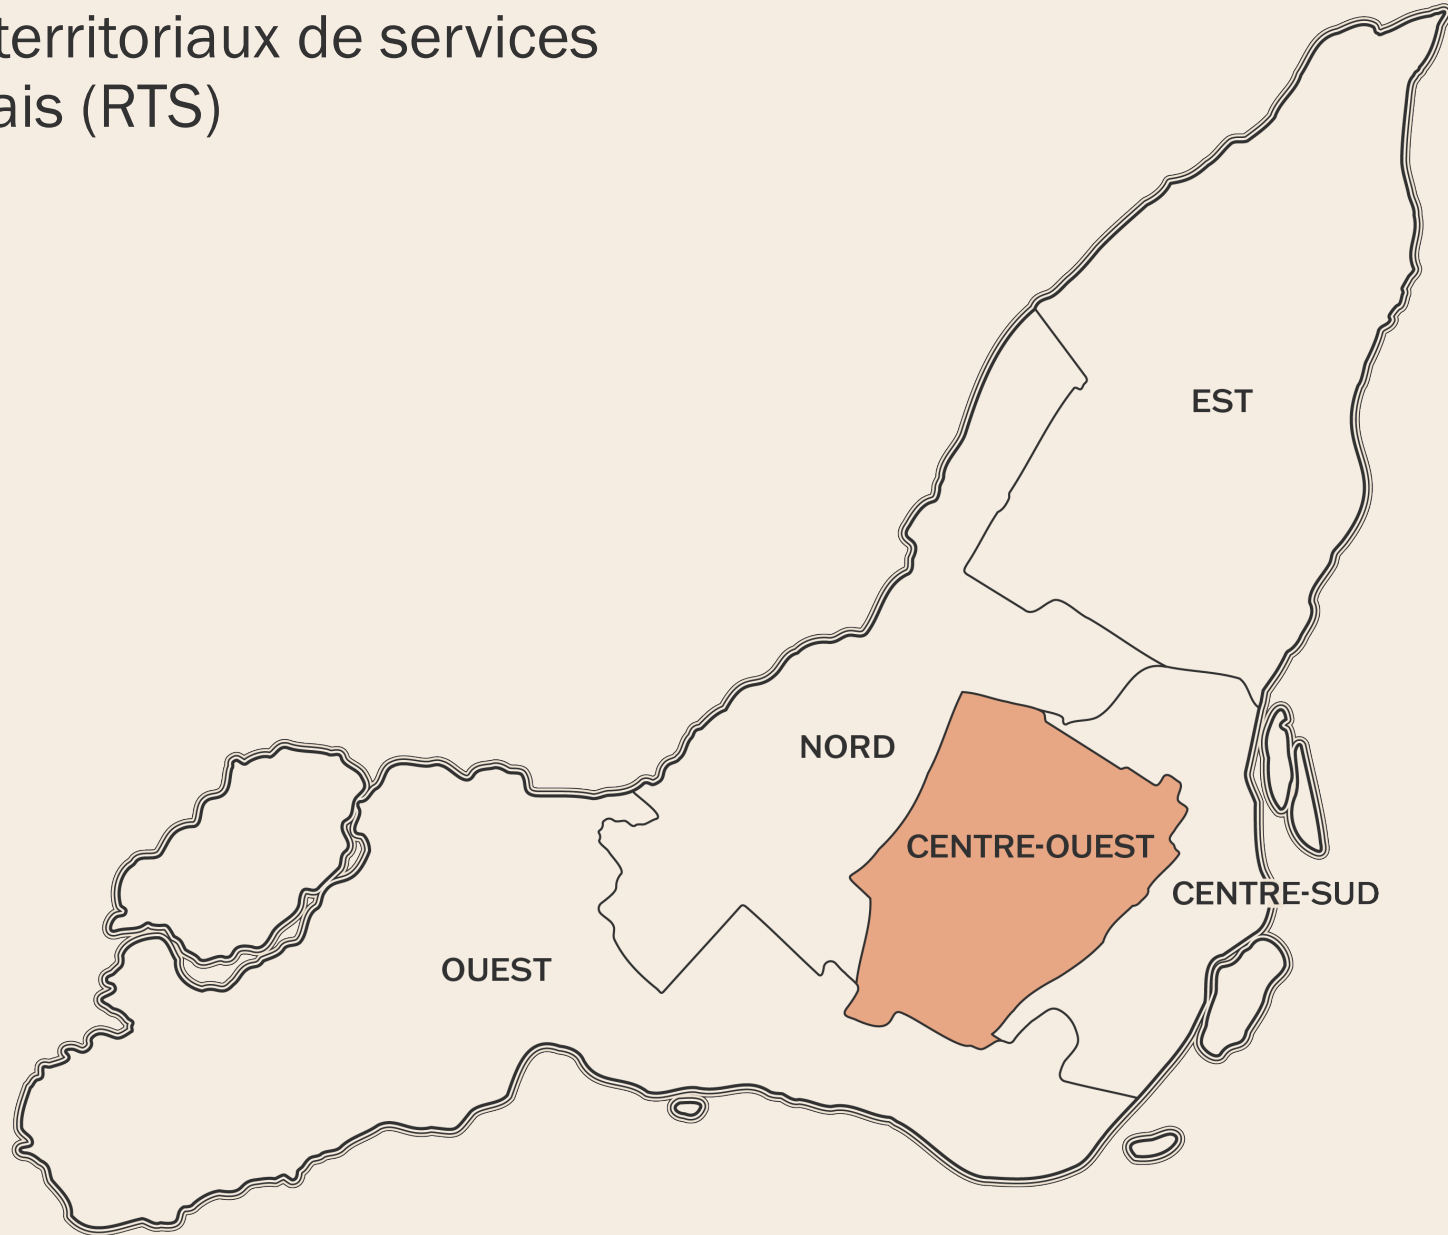 territoriaux de services
ais (RTS)
EST
NORD
CENTRE-OUEST
CENTRE-SUD
OUEST